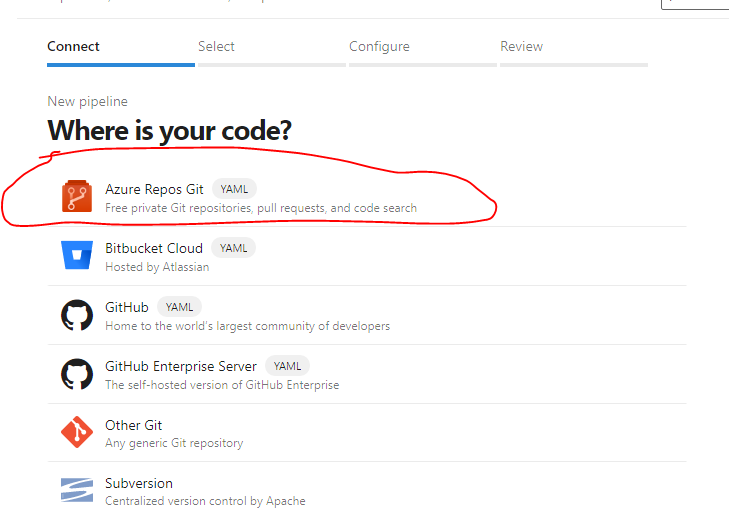 Connect Select Configure Review
New pipeline
Where is your code?
Azure Repos Git YAML
Free private Git repositories, pull requests, and code search
Bitbucket Cloud YAML
Hosted by Atlassian
GitHub YAML
Home to the world's largest community of developers
GitHub Enterprise Server YAML
The self-hosted version of GitHub Enterprise
Other Git
Any generic Git repository
Subversion
Centralized version control by Apache